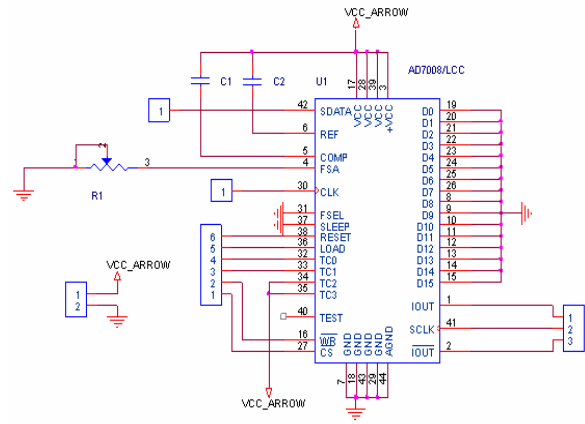 VCC_ARROW
C1 C2 U1 AD7008/LCC
17 28 39 3
VCC VCC VCC +VCC
1 42 SDATA
6 REF
5 COMP
4 FSA
1 2 3
R1
1 30 CLK
31 FSEL
37 SLEEP
38 RESET
36 LOAD
32 TC0
33 TC1
34 TC2
35 TC3
40 TEST
16 WR
27 CS
6
5
4
3
2
1
D0 19
D1 20
D2 21
D3 22
D4 23
D5 24
D6 25
D7 26
D8 8
D9 9
D10 10
D11 11
D12 12
D13 13
D14 14
D15 15
IOUT 1
SCLK 41
IOUT 2
1
2
3
VCC_ARROW
1
2
GND GND GND GND AGND
7 18 43 29 44
VCC_ARROW